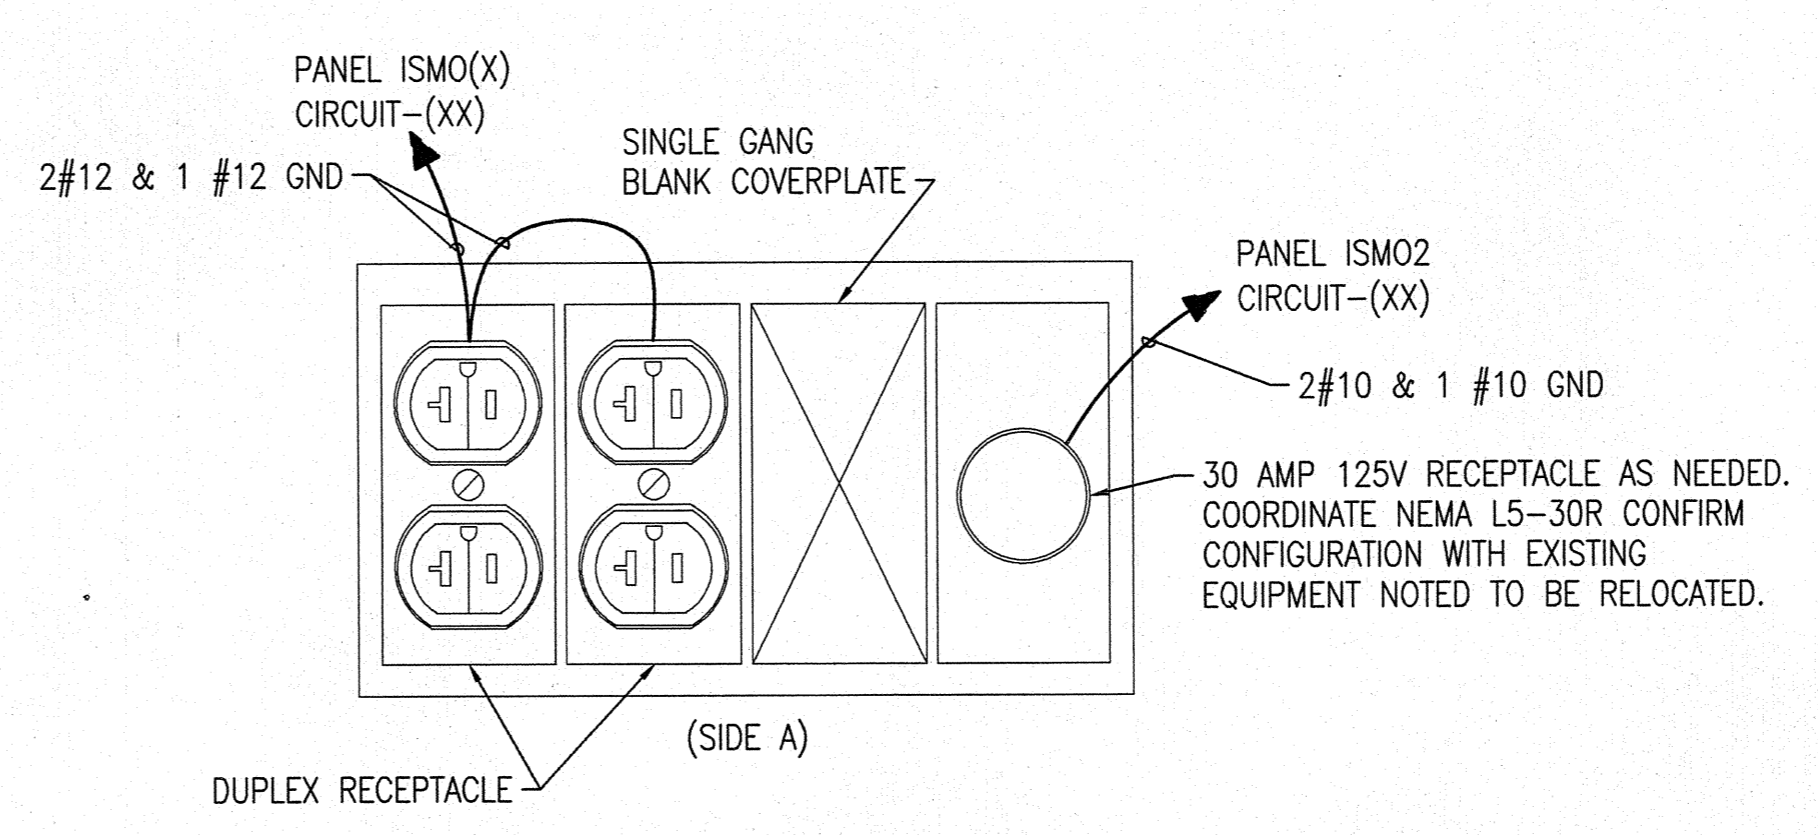 PANEL ISMO(X)
CIRCUIT-(XX)
2#12 & 1 #12 GND
SINGLE GANG
BLANK COVERPLATE
PANEL ISMO2
CIRCUIT-(XX)
2#10 & 1 #10 GND
30 AMP 125V RECEPTACLE AS NEEDED.
COORDINATE NEMA L5-30R CONFIRM
CONFIGURATION WITH EXISTING
EQUIPMENT NOTED TO BE RELOCATED.
(SIDE A)
DUPLEX RECEPTACLE